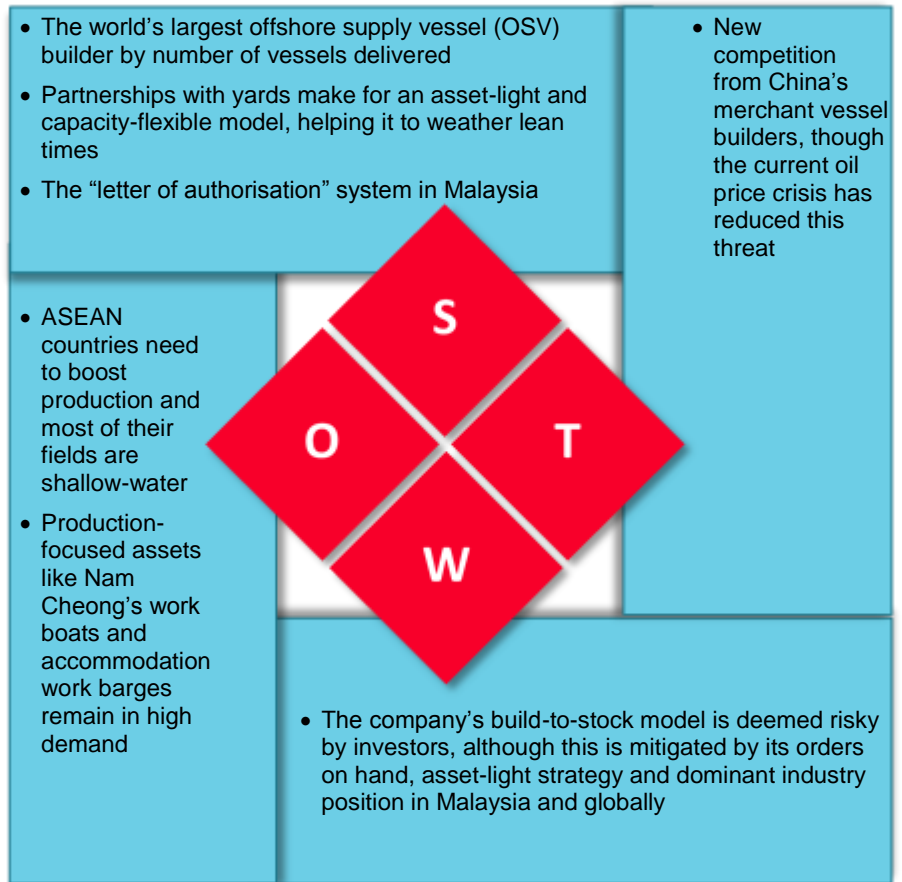 • The world’s largest offshore supply vessel (OSV)
builder by number of vessels delivered
• Partnerships with yards make for an asset-light and
capacity-flexible model, helping it to weather lean
times
• The “letter of authorisation” system in Malaysia
• New
competition
from China’s
merchant vessel
builders, though
the current oil
price crisis has
reduced this
threat
• ASEAN
countries need
to boost
production and
most of their
fields are
shallow-water
• Production-
focused assets
like Nam
Cheong’s work
boats and
accommodation
work barges
remain in high
demand
S
O
T
W
• The company’s build-to-stock model is deemed risky
by investors, although this is mitigated by its orders
on hand, asset-light strategy and dominant industry
position in Malaysia and globally